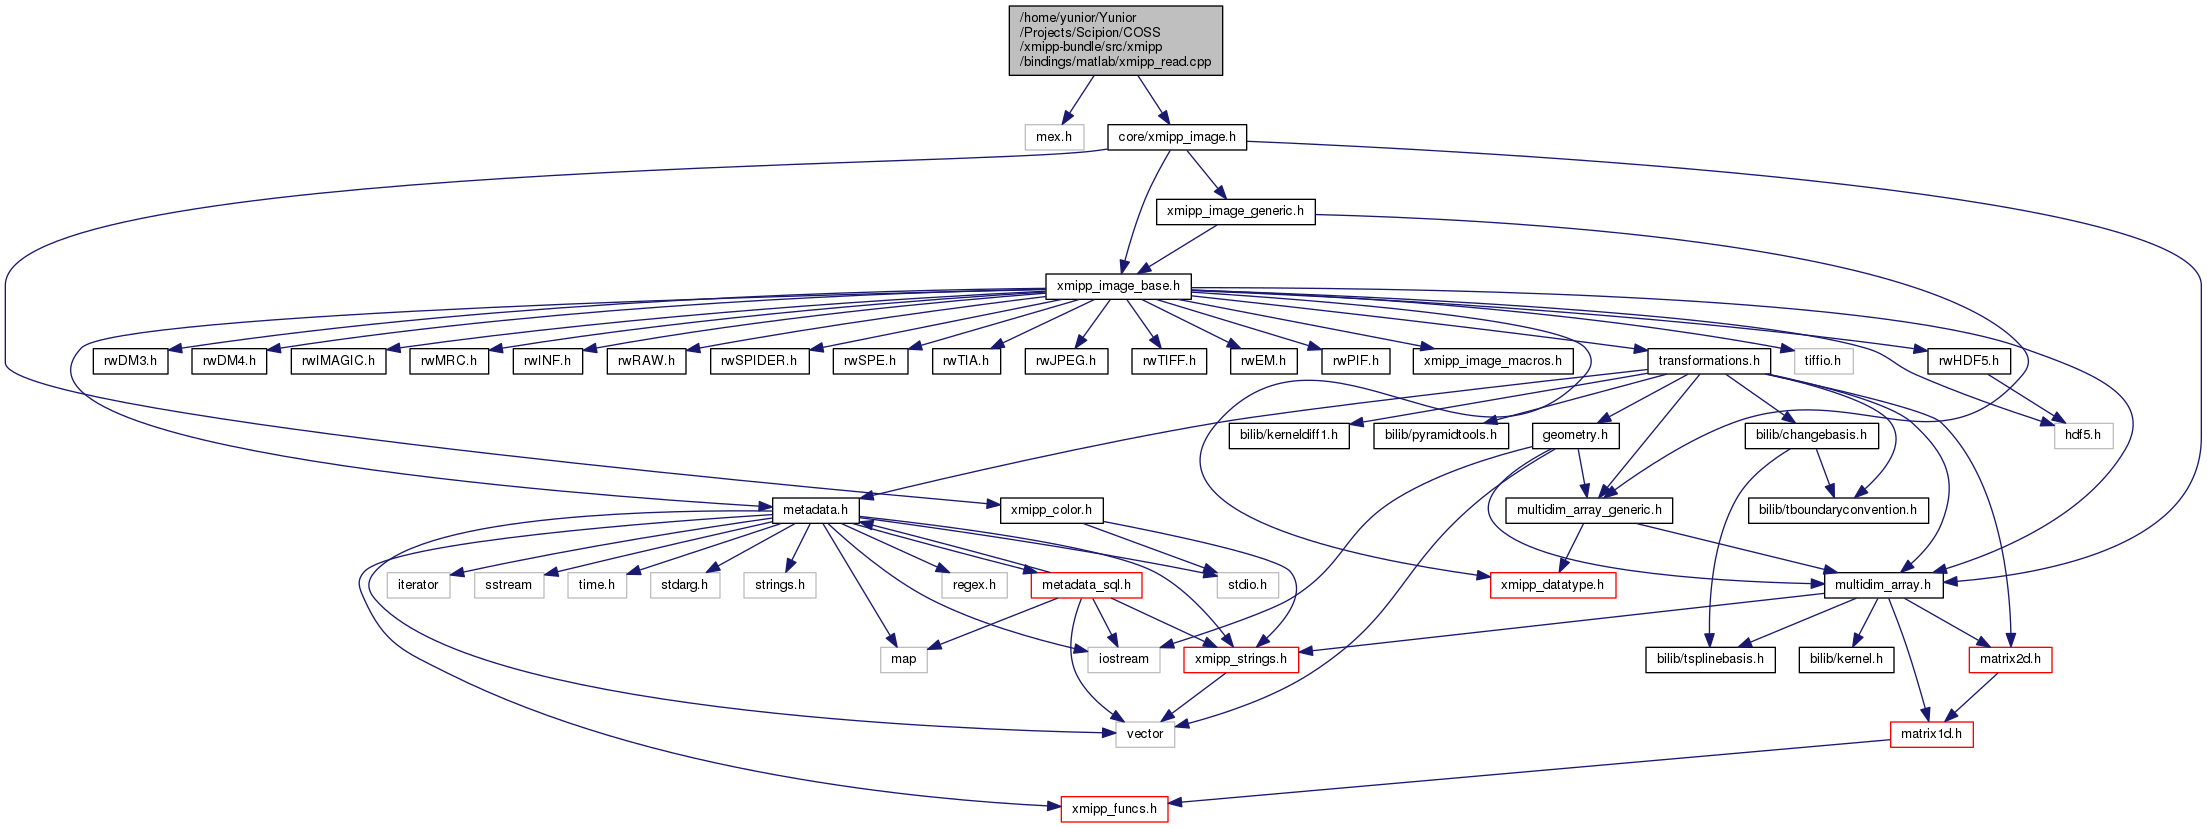 /home/yunior/Yunior
/Projects/Scipion/COSS
/xmipp-bundle/src/xmipp
/bindings/matlab/xmipp_read.cpp
mex.h
core/xmipp_image.h
xmipp_image_generic.h
xmipp_image_base.h
rwDM3.h
rwDM4.h
rwIMAGIC.h
rwMRC.h
rwINF.h
rwRAW.h
rwSPIDER.h
rwSPE.h
rwTIA.h
rwJPEG.h
rwTIFF.h
rwEM.h
rwPIF.h
xmipp_image_macros.h
transformations.h
tiffio.h
rwHDF5.h
bilib/kerneldiff1.h
bilib/pyramidtools.h
geometry.h
bilib/changebasis.h
hdf5.h
metadata.h
xmipp_color.h
multidim_array_generic.h
bilib/tboundaryconvention.h
iterator
sstream
time.h
stdarg.h
strings.h
regex.h
metadata_sql.h
stdio.h
xmipp_datatype.h
multidim_array.h
map
iostream
xmipp_strings.h
bilib/tsplinebasis.h
bilib/kernel.h
matrix2d.h
vector
matrix1d.h
xmipp_funcs.h